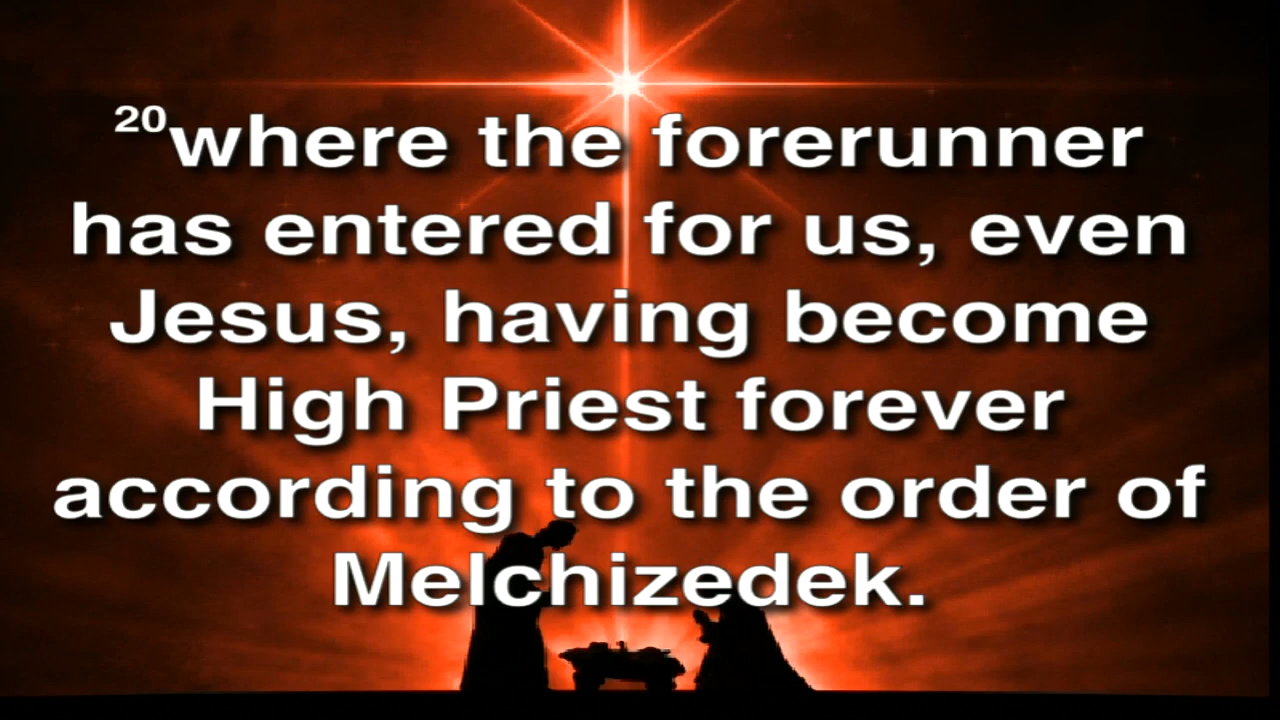 20where the forerunner
has entered for us, even
Jesus, having become
High Priest forever
according to the order of
Melchizedek.